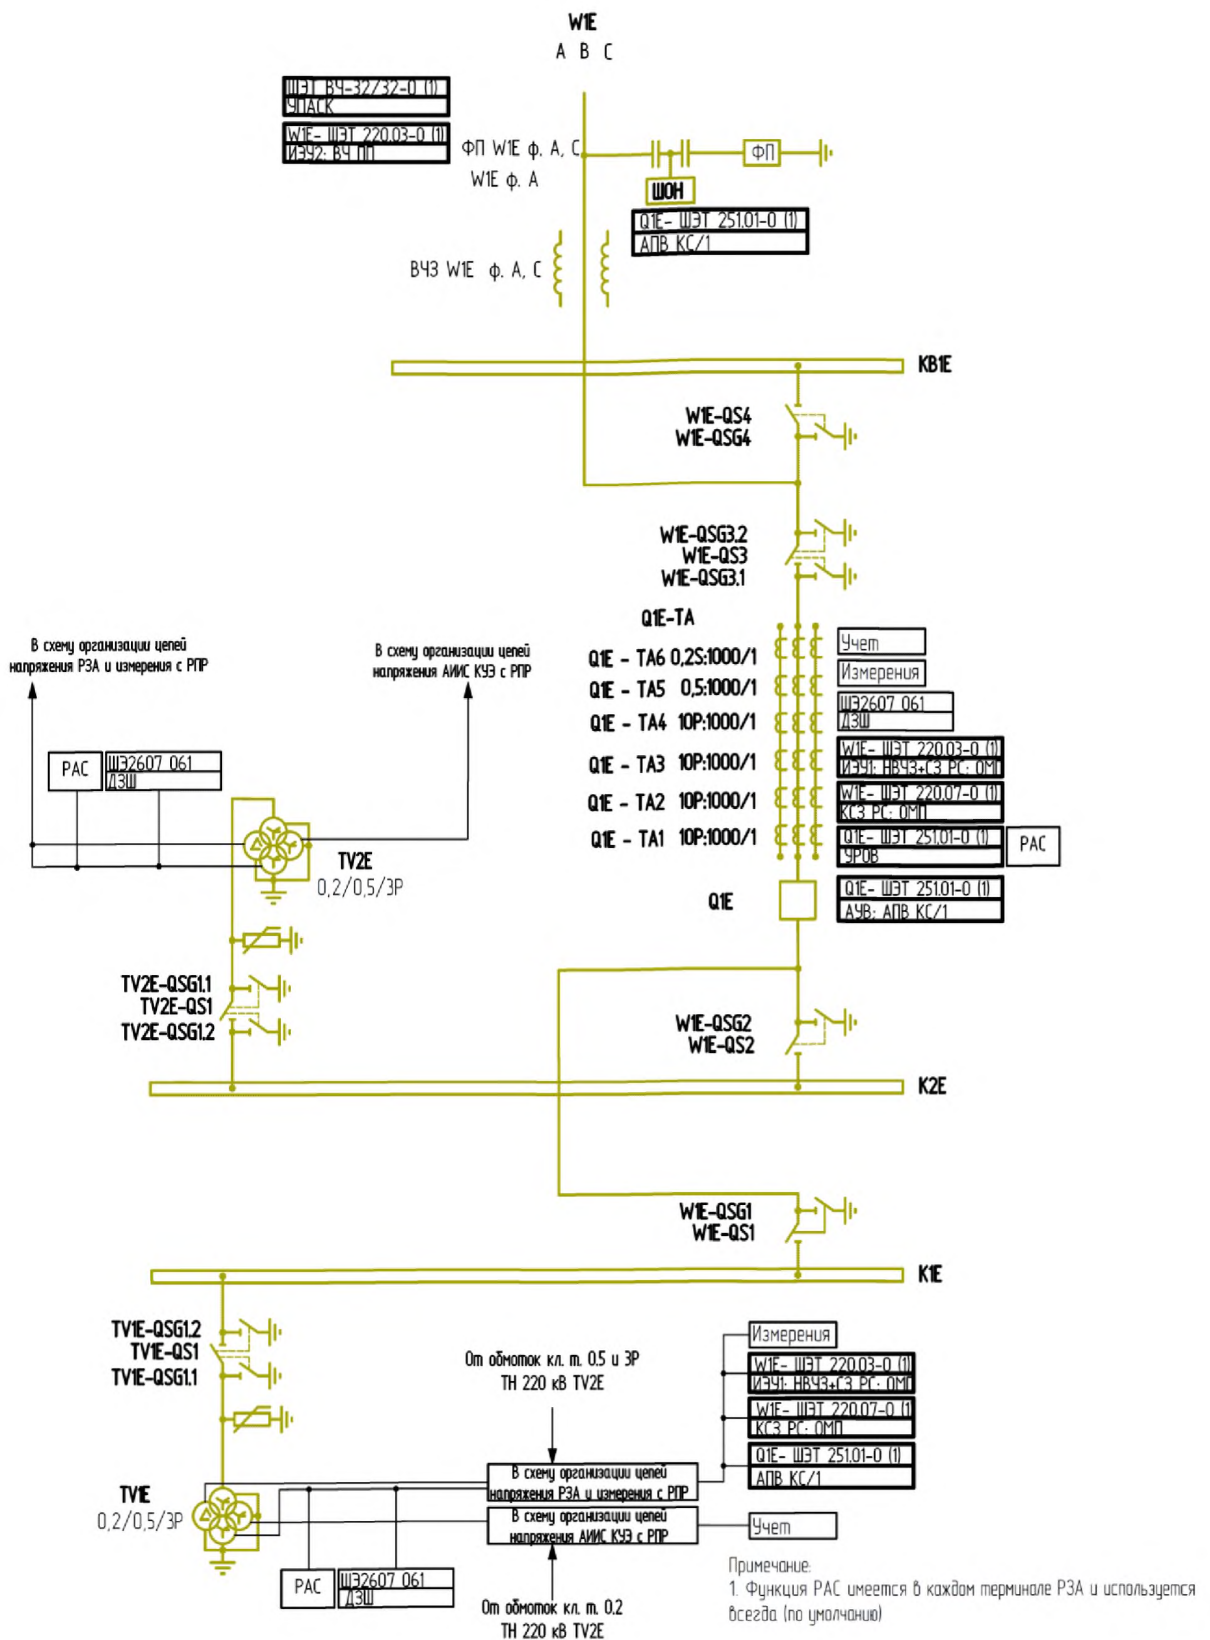 W1E
A B C
ШЭТ ВЧ-32/32-0 (1)
УПАСК
W1E- ШЭТ 220.03-0 (1)
ИЭУ2: ВЧ ПП
ФП W1E ф. А, С
W1E ф. А
ФП
ШОН
Q1E- ШЭТ 251.01-0 (1)
АПВ КС/1
ВЧЗ W1E ф. А, С
KB1E
W1E-QS4
W1E-QSG4
W1E-QSG3.2
W1E-QS3
W1E-QSG3.1
Q1E-TA
Q1E - TA6 0,2S:1000/1
Учет
Q1E - TA5 0,5:1000/1
Измерения
Q1E - TA4 10P:1000/1
ШЭ2607 061
ДЗШ
Q1E - TA3 10P:1000/1
W1E- ШЭТ 220.03-0 (1)
ИЭУ1: НВЧЗ+СЗ РС: ОМП
Q1E - TA2 10P:1000/1
W1E- ШЭТ 220.07-0 (1)
КСЗ РС: ОМП
Q1E - TA1 10P:1000/1
Q1E- ШЭТ 251.01-0 (1)
УРОВ
РАС
Q1E
Q1E- ШЭТ 251.01-0 (1)
АУВ: АПВ КС/1
В схему организации цепей
напряжения РЗА и измерения с РПР
В схему организации цепей
напряжения АИИС КУЭ с РПР
РАС
ШЭ2607 061
ДЗШ
TV2E
0,2/0,5/3Р
TV2E-QSG1.1
TV2E-QS1
TV2E-QSG1.2
W1E-QSG2
W1E-QS2
K2E
W1E-QSG1
W1E-QS1
K1E
TV1E-QSG1.2
TV1E-QS1
TV1E-QSG1.1
От обмоток кл. т. 0.5 и 3Р
ТН 220 кВ TV2E
Измерения
W1E- ШЭТ 220.03-0 (1)
ИЭУ1: НВЧЗ+СЗ РС: ОМП
W1E- ШЭТ 220.07-0 (1)
КСЗ РС: ОМП
Q1E- ШЭТ 251.01-0 (1)
АПВ КС/1
В схему организации цепей
напряжения РЗА и измерения с РПР
В схему организации цепей
напряжения АИИС КУЭ с РПР
Учет
TV1E
0,2/0,5/3Р
РАС
ШЭ2607 061
ДЗШ
От обмоток кл. т. 0.2
ТН 220 кВ TV2E
Примечание:
1. Функция РАС имеется в каждом терминале РЗА и используется
всегда (по умолчанию)